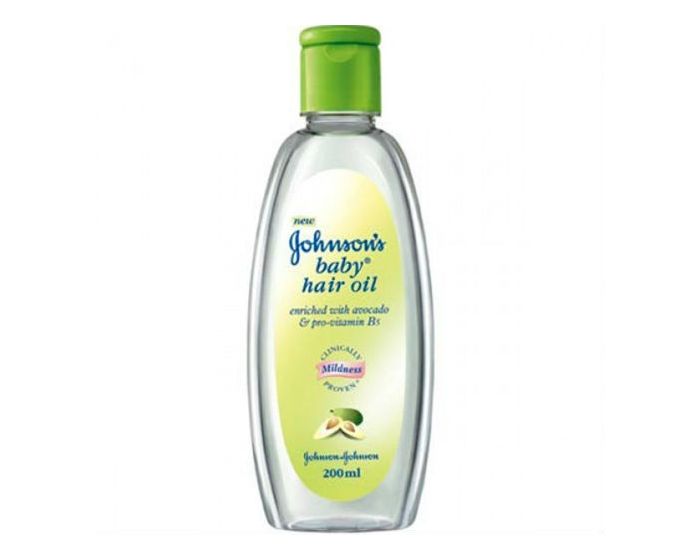 new
Johnson's
baby®
hair oil
enriched with avocado
& pro-vitamin B5
CLINICALLY
Mildness
PROVEN*
Johnson & Johnson
200ml